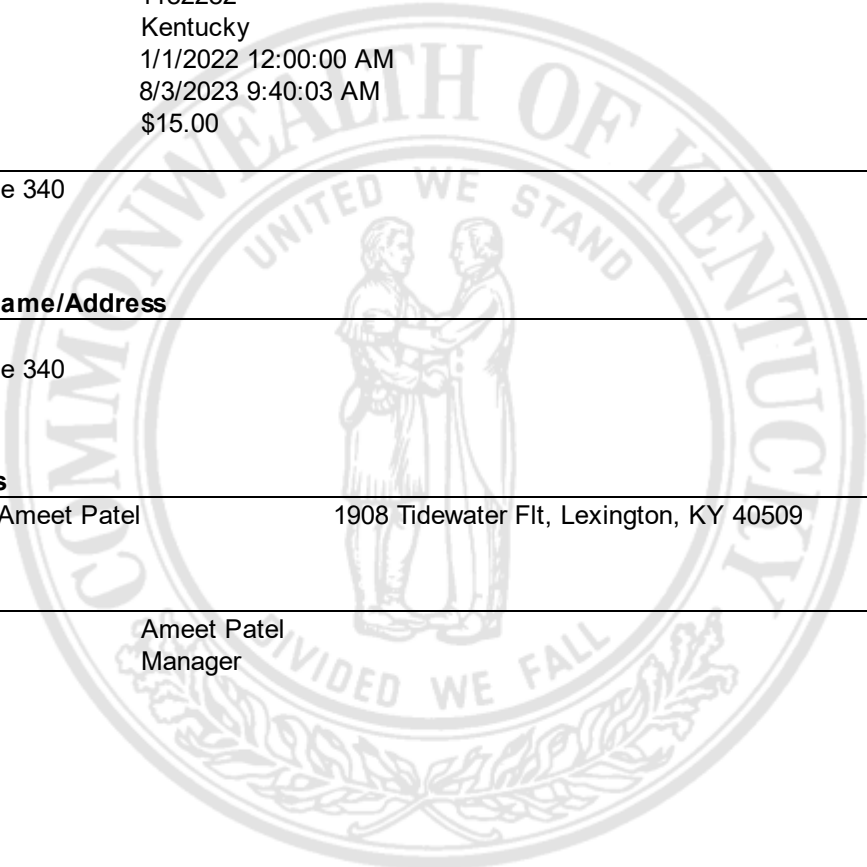 Kentucky
1/1/2022 12:00:00 AM
8/3/2023 9:40:03 AM
$15.00
e 340
ame/Address
e 340
s
Ameet Patel 1908 Tidewater Flt, Lexington, KY 40509
Ameet Patel
Manager
COMMONWEALTH OF KENTUCKY
UNITED WE STAND
DIVIDED WE FALL